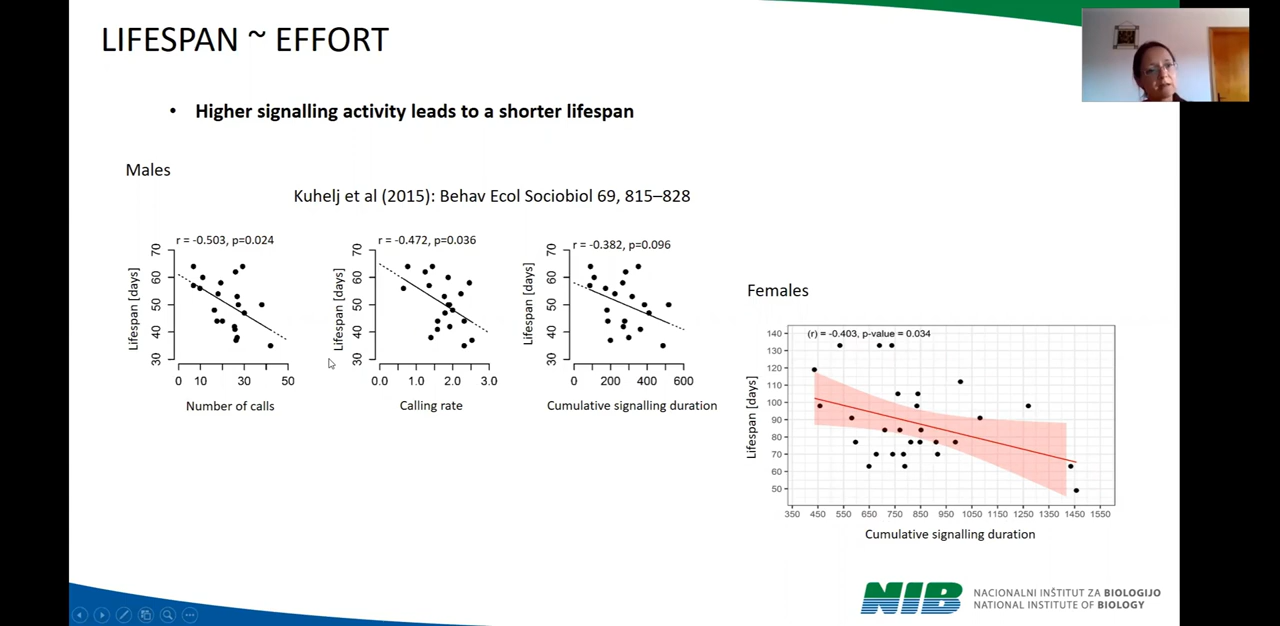 LIFESPAN ~ EFFORT
• Higher signalling activity leads to a shorter lifespan
Males
Kuhelj et al (2015): Behav Ecol Sociobiol 69, 815–828
r = -0.503, p=0.024
Lifespan [days]
70
60
50
40
30
0 10 30 50
Number of calls
r = -0.472, p=0.036
Lifespan [days]
70
60
50
40
30
0.0 1.0 2.0 3.0
Calling rate
r = -0.382, p=0.096
Lifespan [days]
70
60
50
40
30
0 200 400 600
Cumulative signalling duration
Females
(r) = -0.403, p-value = 0.034
Lifespan [days]
140
130
120
110
100
90
80
70
60
50
350 450 550 650 750 850 950 1050 1150 1250 1350 1450 1550
Cumulative signalling duration
NIB
NACIONALNI INŠTITUT ZA BIOLOGIJO
NATIONAL INSTITUTE OF BIOLOGY